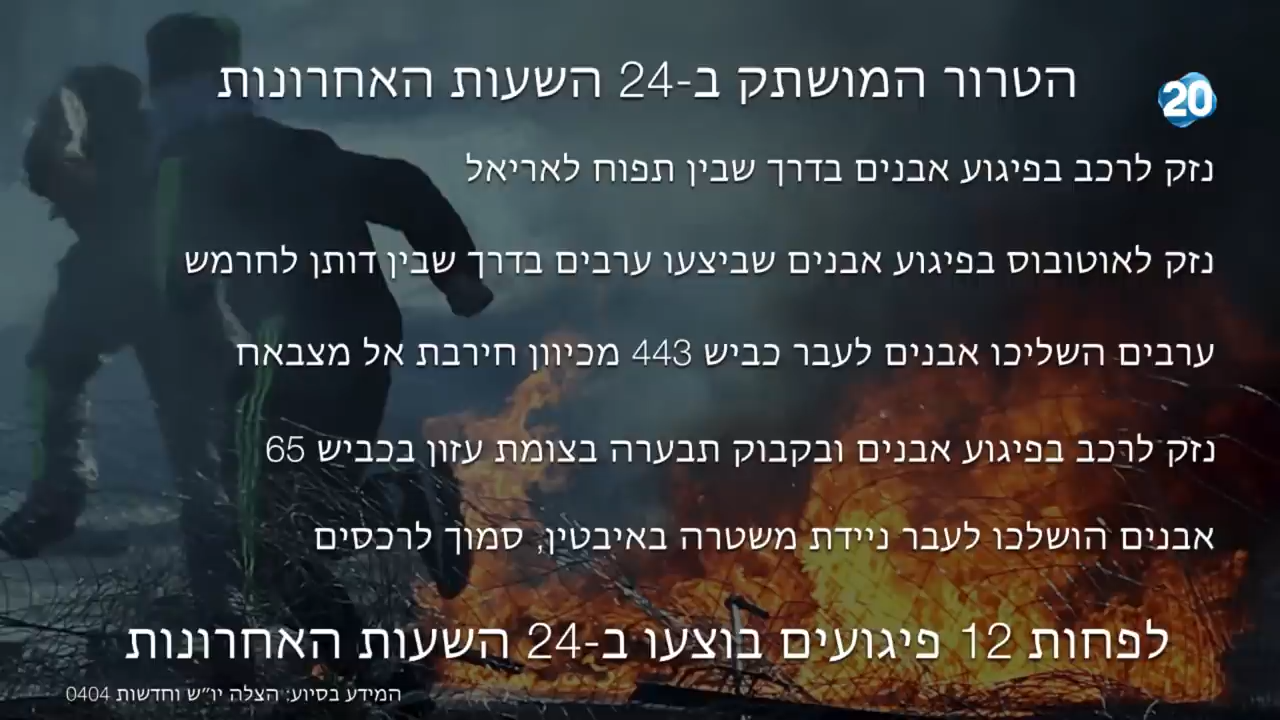 הטרור המושתק ב-24 השעות האחרונות
20
נזק לרכב בפיגוע אבנים בדרך שבין תפוח לאריאל
נזק לאוטובוס בפיגוע אבנים שביצעו ערבים בדרך שבין דותן לחרמש
ערבים השליכו אבנים לעבר כביש 443 מכיוון חירבת אל מצבאח
נזק לרכב בפיגוע אבנים ובקבוק תבערה בצומת עזון בכביש 65
אבנים הושלכו לעבר ניידת משטרה באיבטין, סמוך לרכסים
לפחות 12 פיגועים בוצעו ב-24 השעות האחרונות
המידע בסיוע: הצלה יו"ש וחדשות 0404